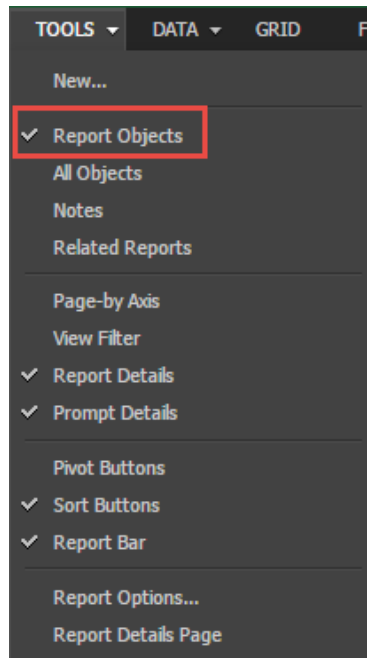 TOOLS DATA GRID F
New...
Report Objects
All Objects
Notes
Related Reports
Page-by Axis
View Filter
Report Details
Prompt Details
Pivot Buttons
Sort Buttons
Report Bar
Report Options...
Report Details Page